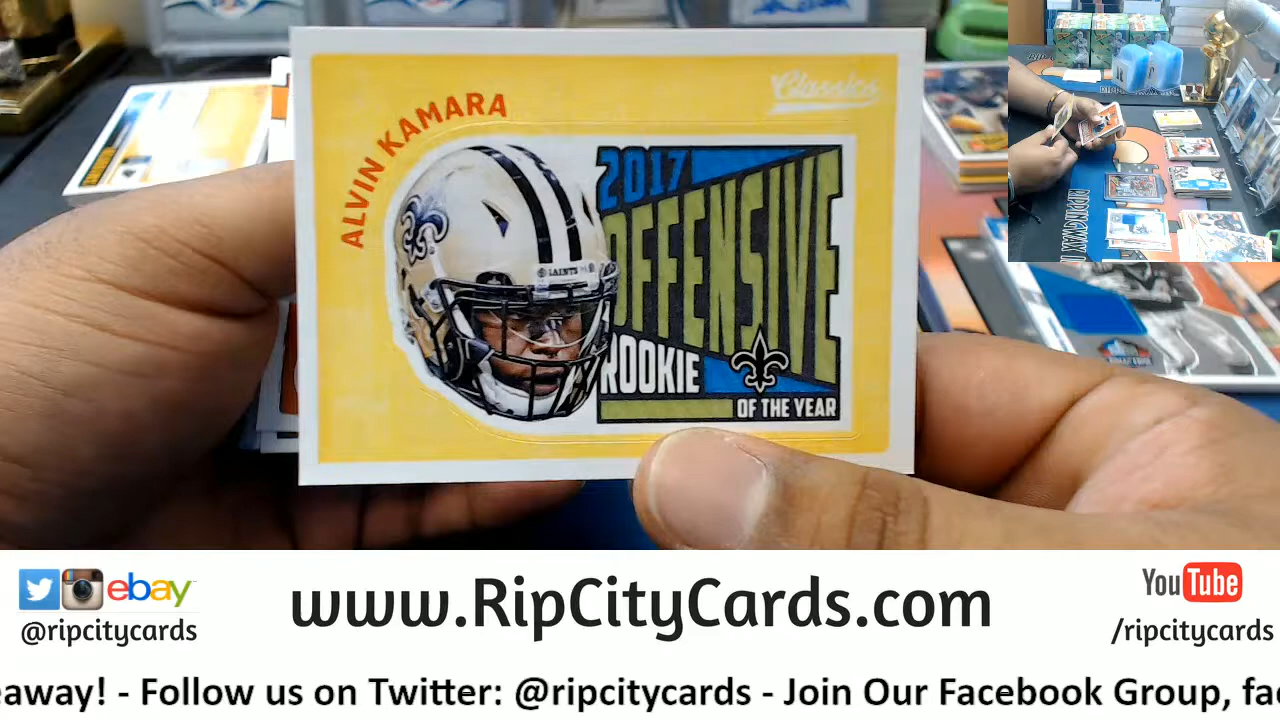 Classics
ALVIN KAMARA
2017
OFFENSIVE
SAINTS
ROOKIE
OF THE YEAR
ebay
@ripcitycards
www.RipCityCards.com
YouTube
/ripcitycards
eaway! - Follow us on Twitter: @ripcitycards - Join Our Facebook Group, fac